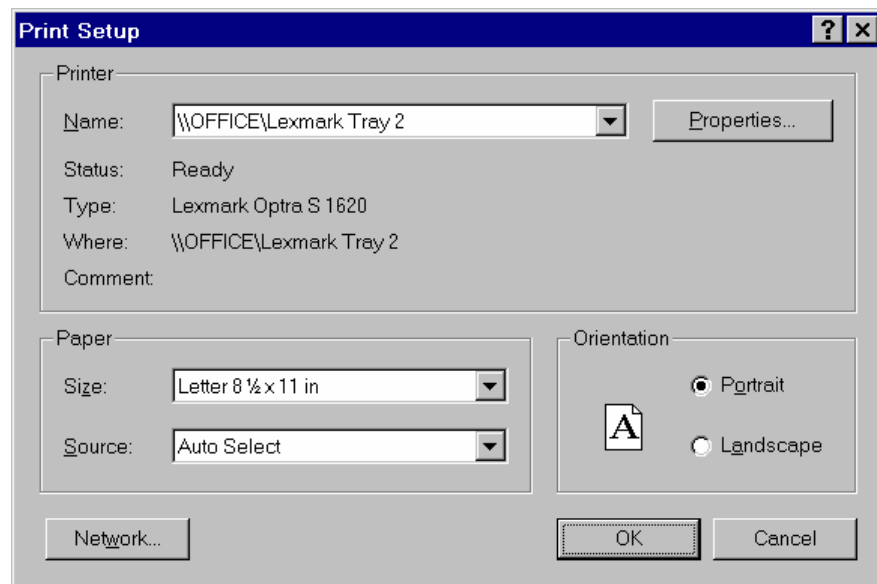 Print Setup
Printer
Name: \\OFFICE\Lexmark Tray 2 Properties...
Status: Ready
Type: Lexmark Optra S 1620
Where: \\OFFICE\Lexmark Tray 2
Comment:
Paper
Size: Letter 8 ½ x 11 in
Source: Auto Select
Orientation
A
Portrait
Landscape
Network... OK Cancel